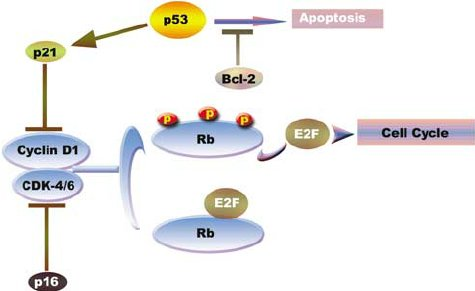 p53
Apoptosis
p21
Bcl-2
P
P
P
Rb
E2F
Cell Cycle
Cyclin D1
CDK-4/6
E2F
Rb
p16